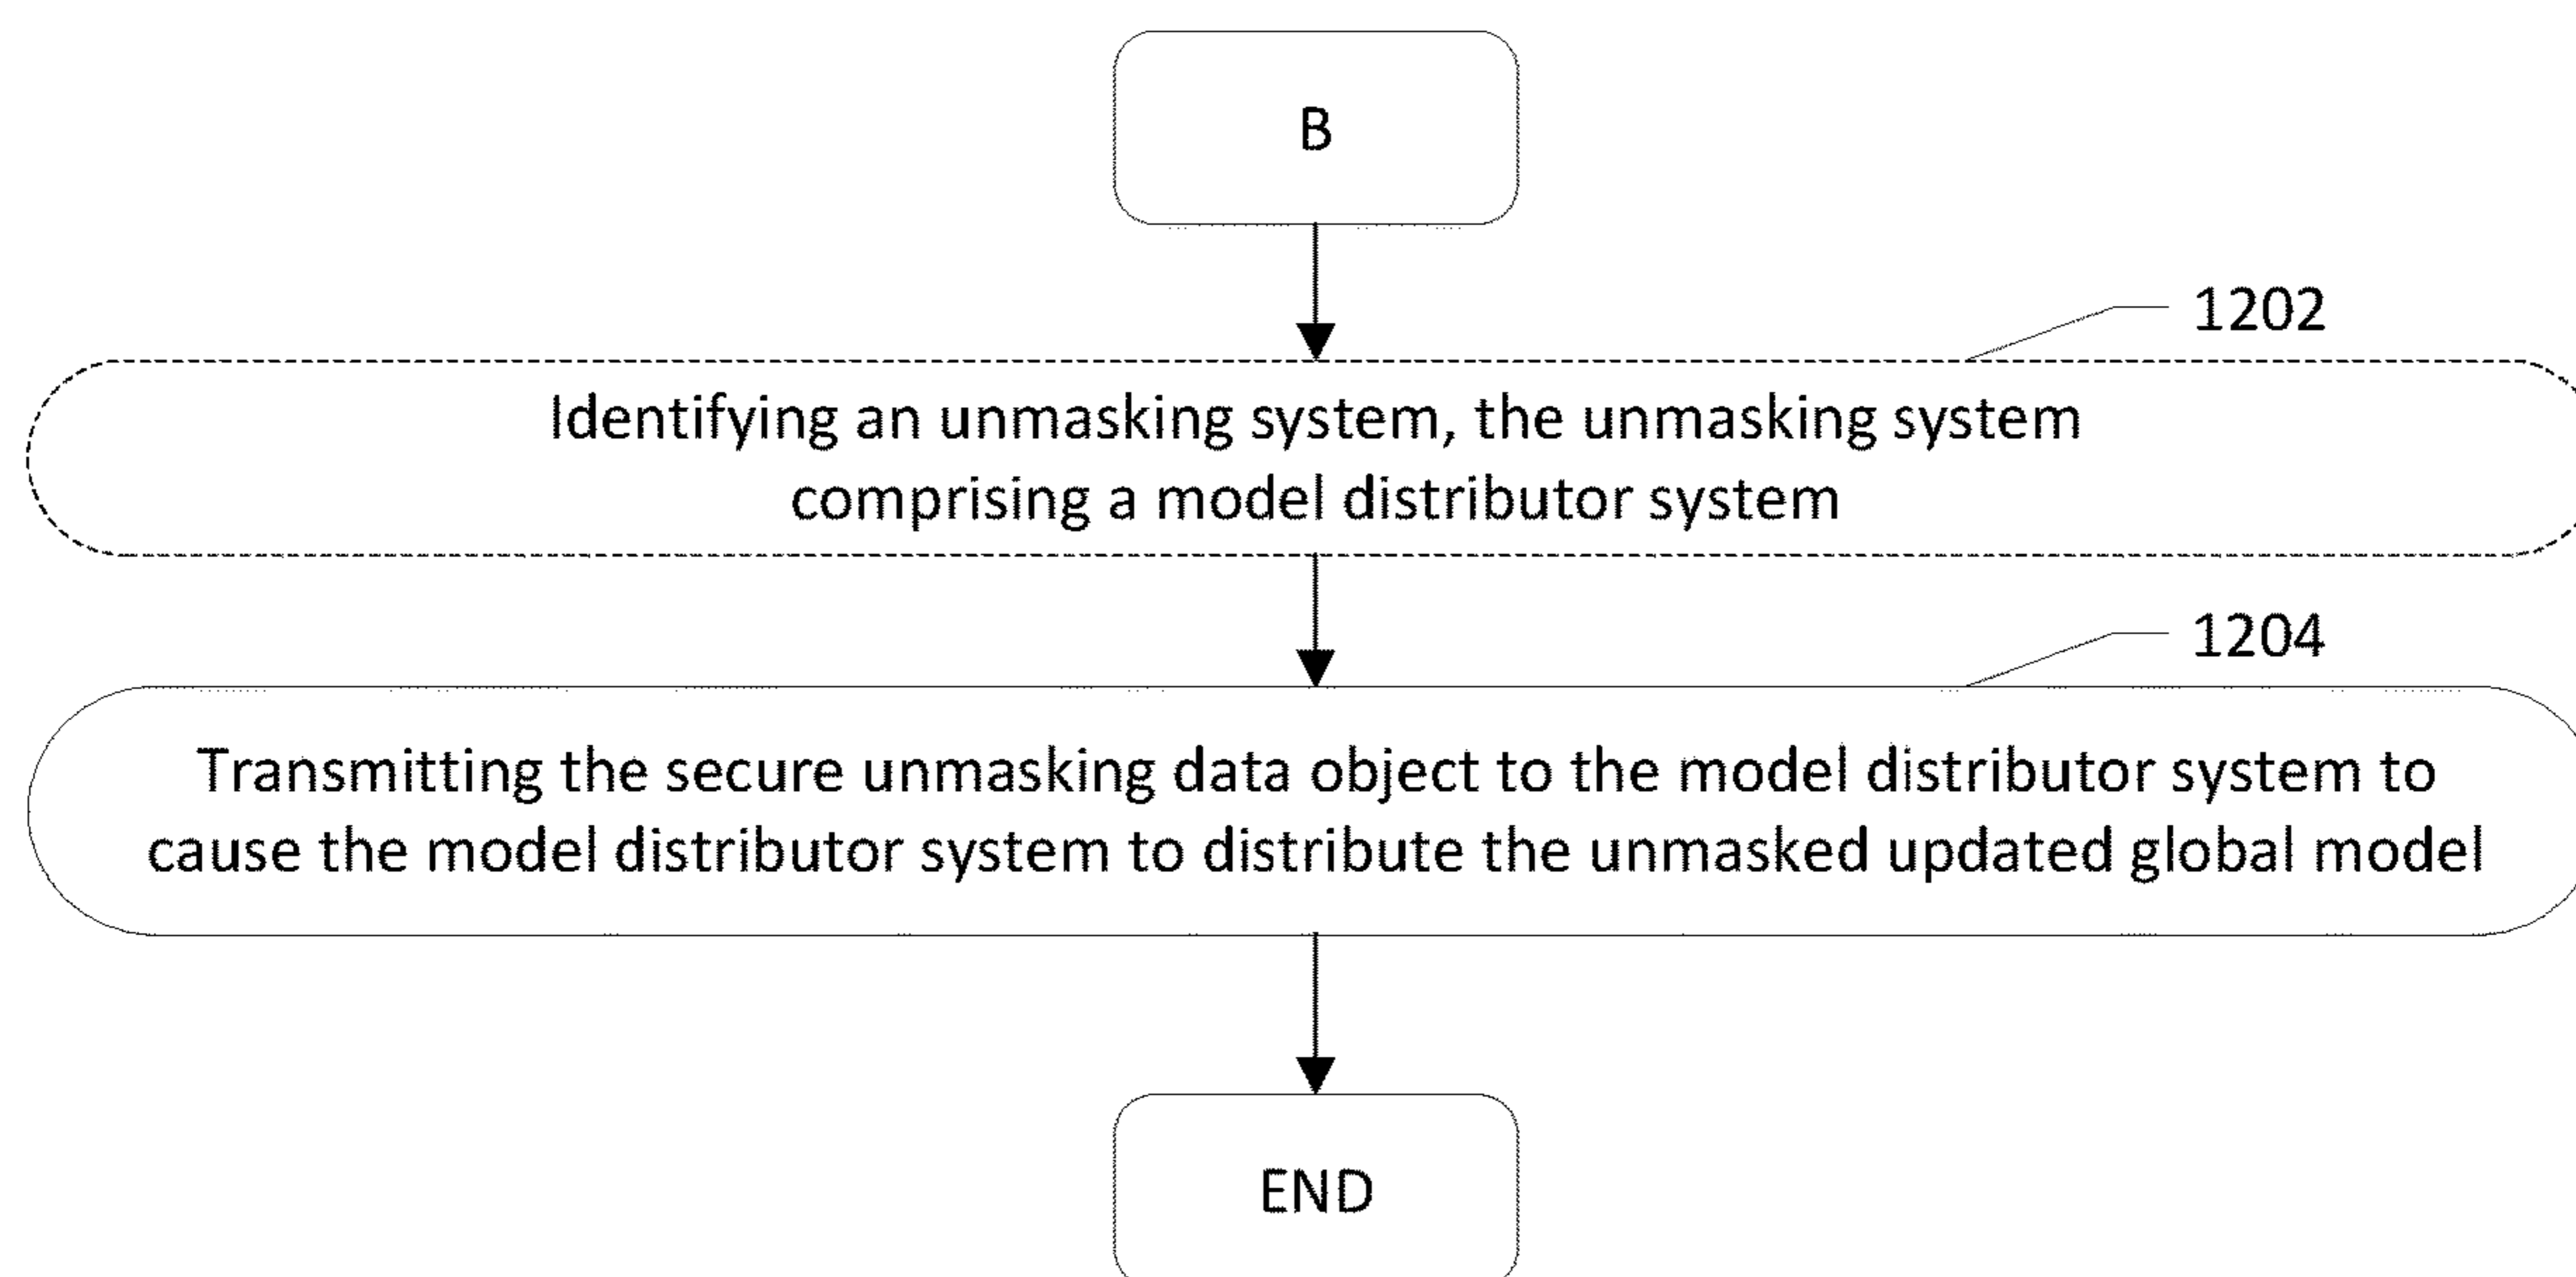 B
1202
Identifying an unmasking system, the unmasking system
comprising a model distributor system
1204
Transmitting the secure unmasking data object to the model distributor system to
cause the model distributor system to distribute the unmasked updated global model
END